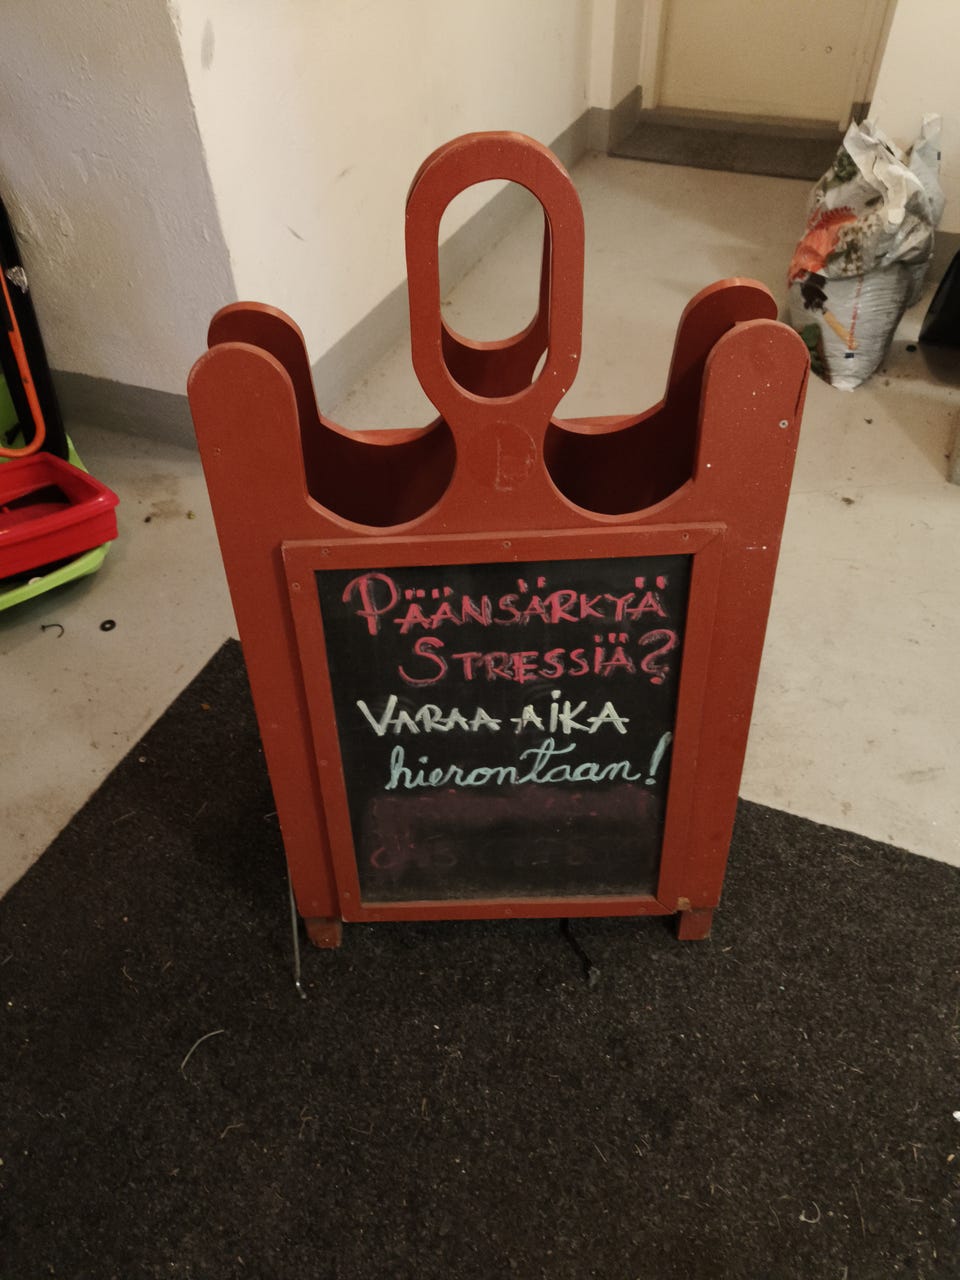 PÄÄNSÄRKYÄ
STRESSIÄ?
VARAA AIKA
hierontaan!